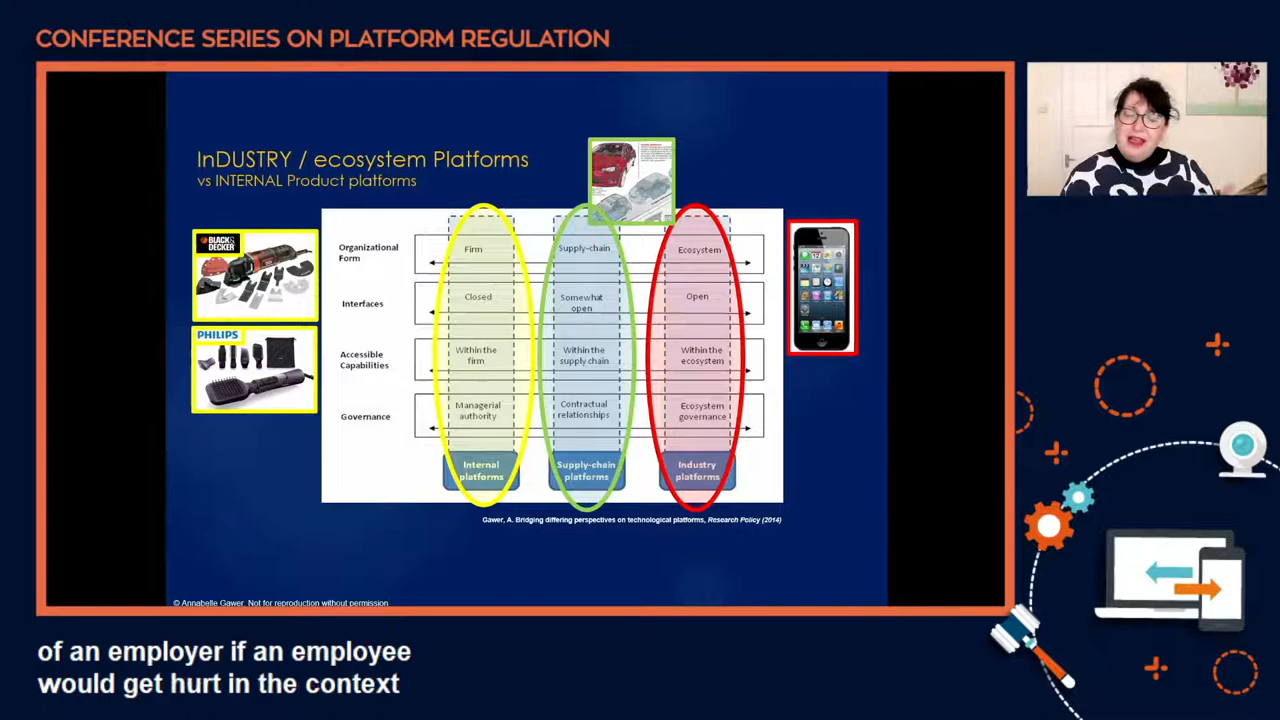 CONFERENCE SERIES ON PLATFORM REGULATION
InDUSTRY / ecosystem Platforms
vs INTERNAL Product platforms
BLACK&
DECKER
PHILIPS
Organizational
Form
Firm
Supply-chain
Ecosystem
Interfaces
Closed
Somewhat
open
Open
Accessible
Capabilities
Within the
firm
Within the
supply chain
Within the
ecosystem
Governance
Managerial
authority
Contractual
relationships
Ecosystem
governance
Internal
platforms
Supply-chain
platforms
Industry
platforms
Gawer, A. Bridging differing perspectives on technological platforms, Research Policy (2014)
© Annabelle Gawer. Not for reproduction without permission
of an employer if an employee
would get hurt in the context